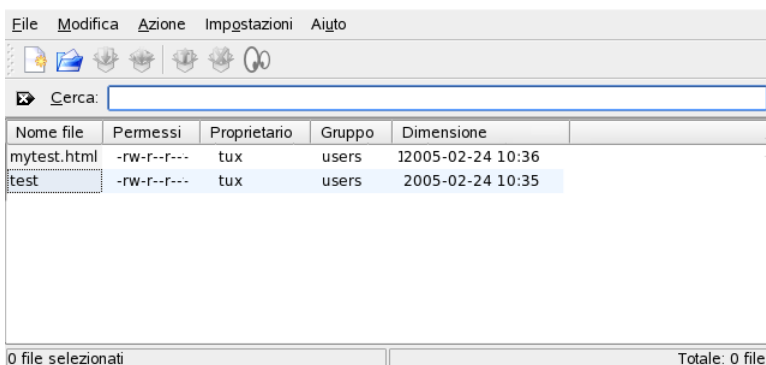 File Modifica Azione Impostazioni Aiuto
Cerca:
Nome file Permessi Proprietario Gruppo Dimensione
mytest.html -rw-r--r-- tux users 12005-02-24 10:36
test -rw-r--r-- tux users 2005-02-24 10:35
0 file selezionati Totale: 0 file